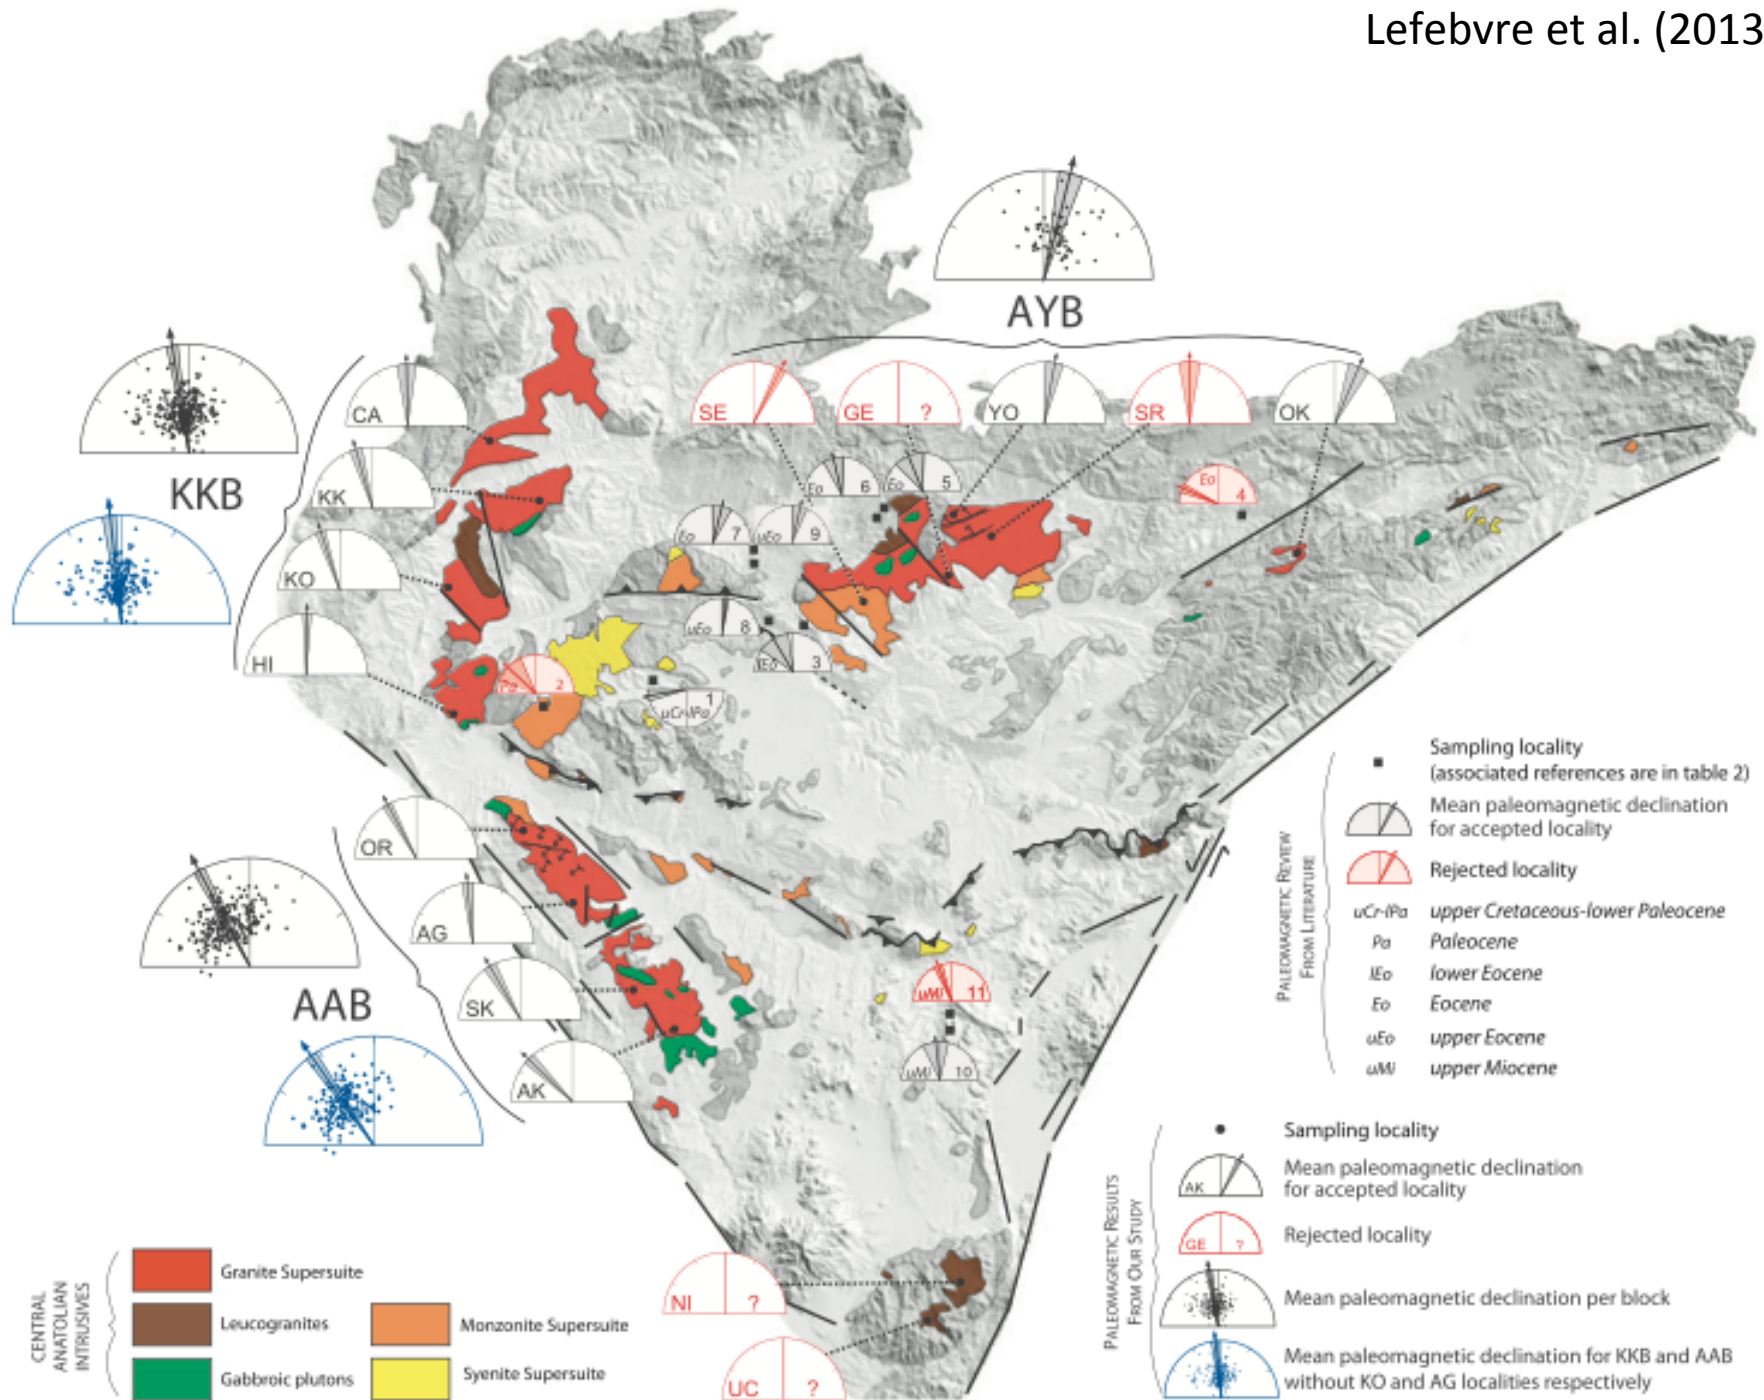 Lefebvre et al. (2013
AYB
KKB
AAB
CA
KK
KO
HI
SE
GE ?
YO
SR
OK
Eo 6
Eo 5
Eo 4
Eo 7
uEo 9
uEo 8
lEo 3
Pa 2
1
uCr-lPa
OR
AG
SK
AK
uMi 11
uMi 10
NI ?
UC ?
PALEOMAGNETIC REVIEW
FROM LITERATURE
Sampling locality
(associated references are in table 2)
Mean paleomagnetic declination
for accepted locality
Rejected locality
uCr-lPa upper Cretaceous-lower Paleocene
Pa Paleocene
lEo lower Eocene
Eo Eocene
uEo upper Eocene
uMi upper Miocene
PALEOMAGNETIC RESULTS
FROM OUR STUDY
Sampling locality
AK
Mean paleomagnetic declination
for accepted locality
GE ?
Rejected locality
Mean paleomagnetic declination per block
Mean paleomagnetic declination for KKB and AAB
without KO and AG localities respectively
CENTRAL
ANATOLIAN
INTRUSIVES
Granite Supersuite
Leucogranites
Monzonite Supersuite
Gabbroic plutons
Syenite Supersuite